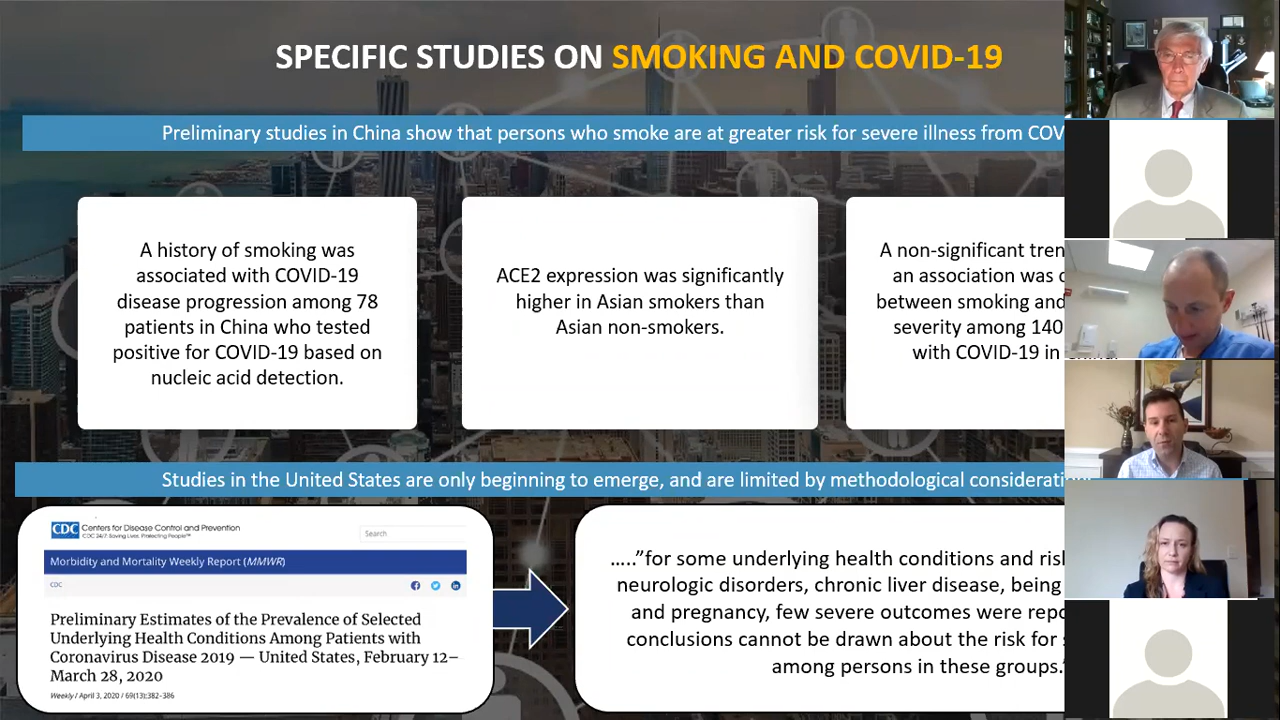 SPECIFIC STUDIES ON SMOKING AND COVID-19
Preliminary studies in China show that persons who smoke are at greater risk for severe illness from COV
A history of smoking was
associated with COVID-19
disease progression among 78
patients in China who tested
positive for COVID-19 based on
nucleic acid detection.
ACE2 expression was significantly
higher in Asian smokers than
Asian non-smokers.
A non-significant tren
an association was
between smoking and
severity among 140
with COVID-19 in
Studies in the United States are only beginning to emerge, and are limited by methodological considerati
CDC Centers for Disease Control and Prevention
CDC 24/7: Saving Lives. Protecting People™
Search
Morbidity and Mortality Weekly Report (MMWR)
CDC
Preliminary Estimates of the Prevalence of Selected
Underlying Health Conditions Among Patients with
Coronavirus Disease 2019 — United States, February 12–
March 28, 2020
Weekly / April 3, 2020 / 69(13);382–386
....."for some underlying health conditions and ris
neurologic disorders, chronic liver disease, being
and pregnancy, few severe outcomes were repo
conclusions cannot be drawn about the risk for
among persons in these groups.